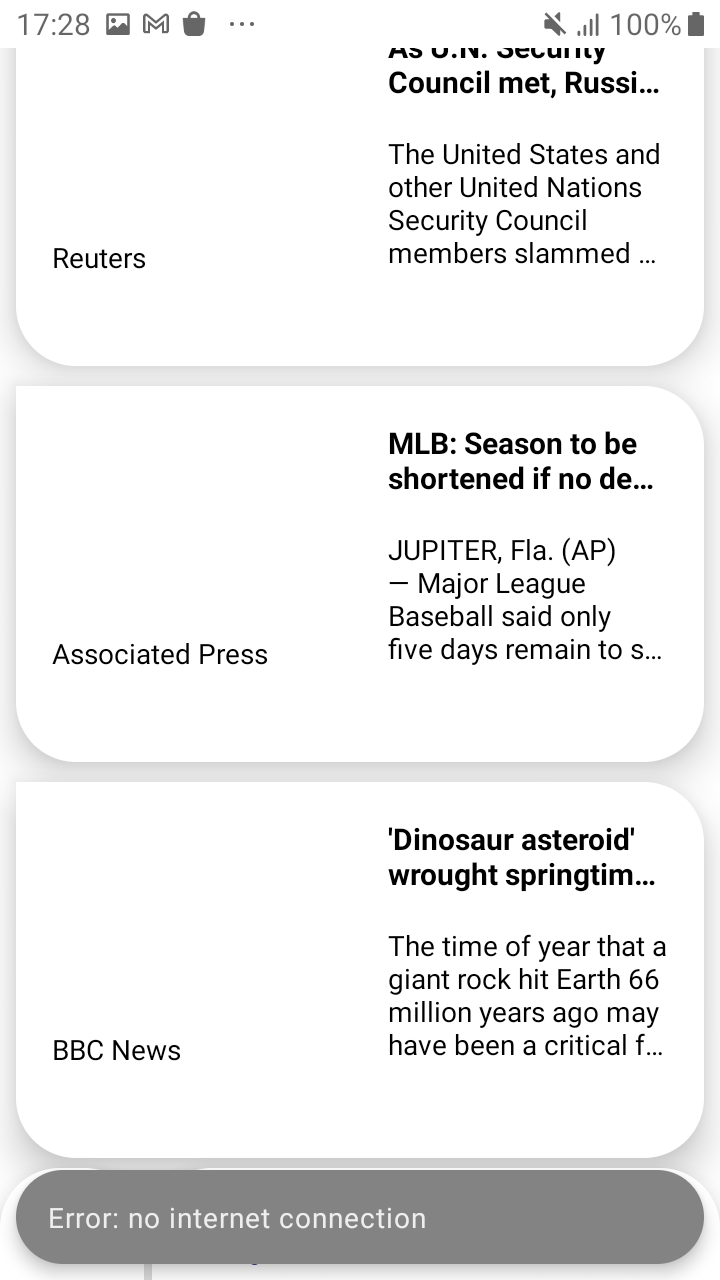 17:28 ... 100%
As U.N. Security
Council met, Russi…
The United States and
other United Nations
Security Council
members slammed …
Reuters
MLB: Season to be
shortened if no de…
JUPITER, Fla. (AP)
— Major League
Baseball said only
five days remain to s…
Associated Press
'Dinosaur asteroid'
wrought springtim…
The time of year that a
giant rock hit Earth 66
million years ago may
have been a critical f…
BBC News
Error: no internet connection